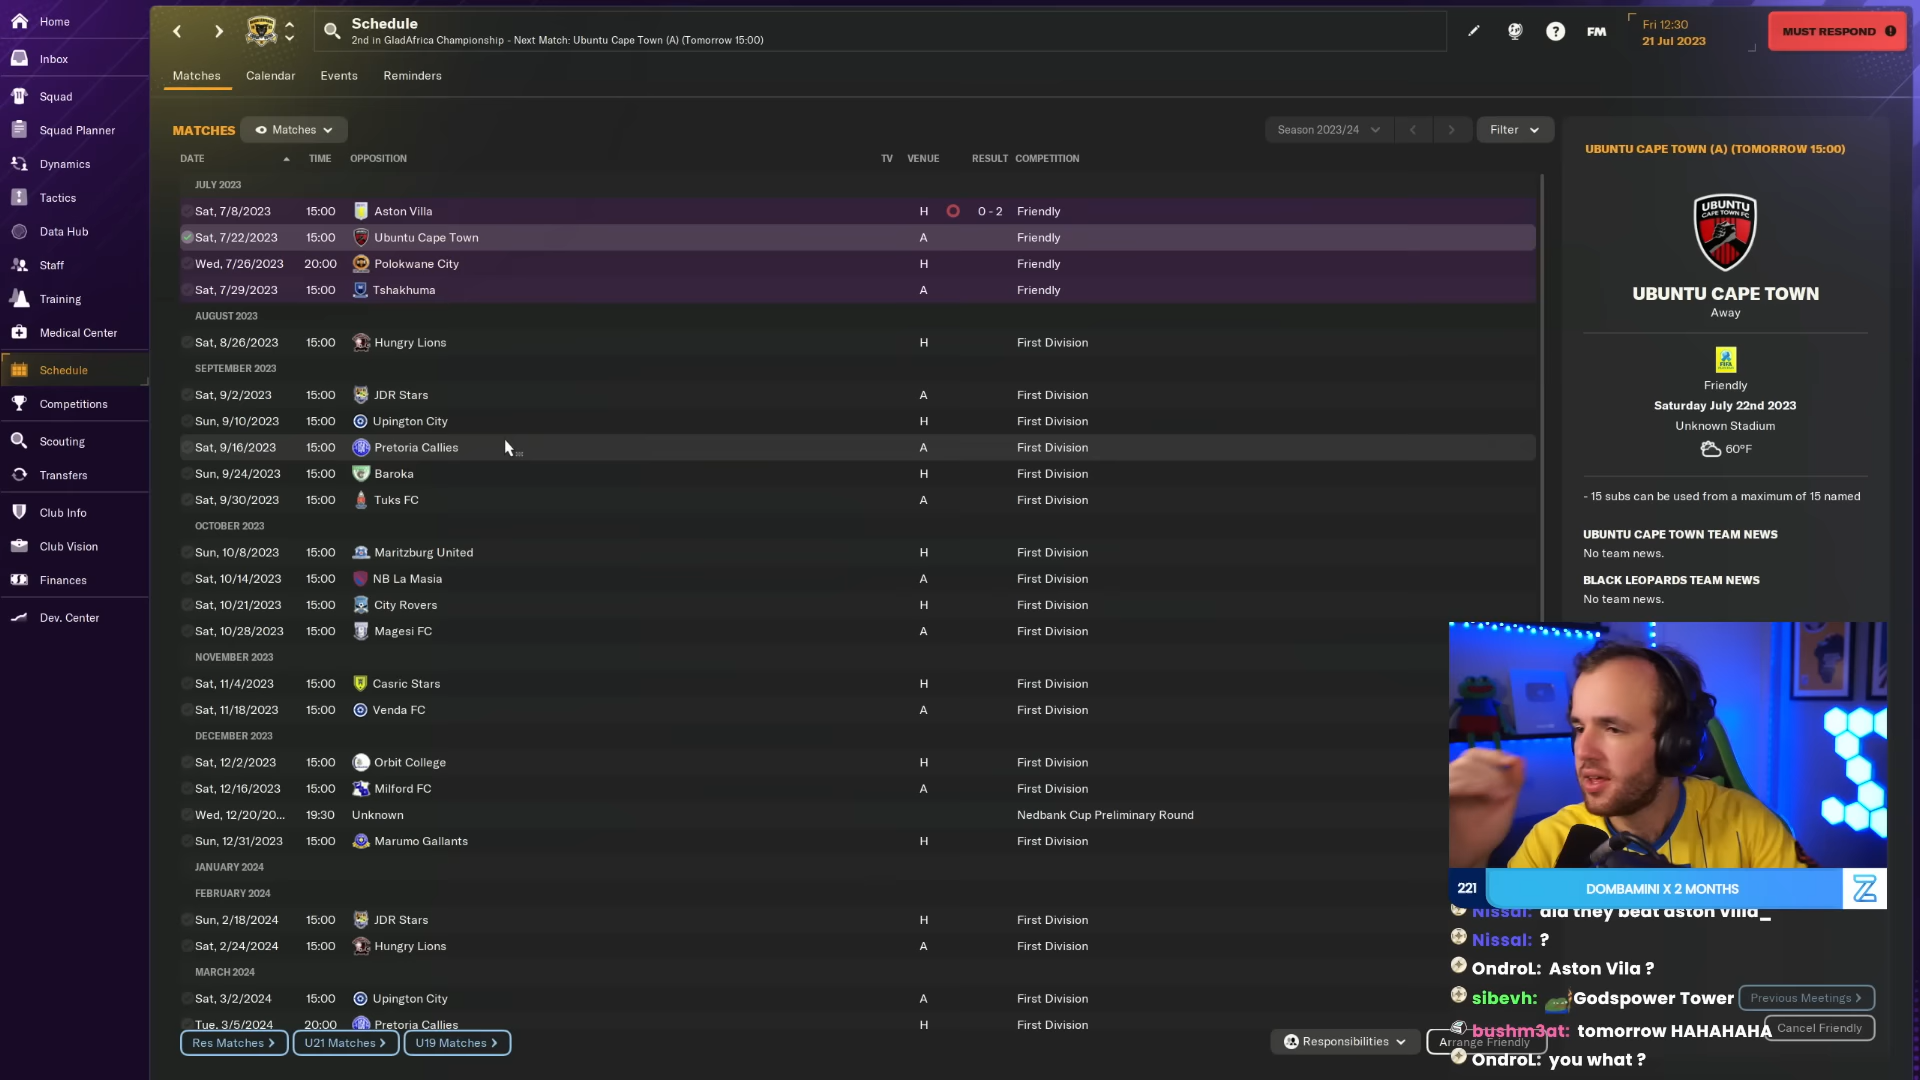 Home
Inbox
Squad
Squad Planner
Dynamics
Tactics
Data Hub
Staff
Training
Medical Center
Schedule
Competitions
Scouting
Transfers
Club Info
Club Vision
Finances
Dev. Center
Schedule
2nd in GladAfrica Championship - Next Match: Ubuntu Cape Town (A) (Tomorrow 15:00)
FM
Fri 12:30
21 Jul 2023
MUST RESPOND
Matches Calendar Events Reminders
MATCHES Matches Season 2023/24 Filter
DATE TIME OPPOSITION TV VENUE RESULT COMPETITION
JULY 2023
Sat, 7/8/2023 15:00 Aston Villa H 0 - 2 Friendly
Sat, 7/22/2023 15:00 Ubuntu Cape Town A Friendly
Wed, 7/26/2023 20:00 Polokwane City H Friendly
Sat, 7/29/2023 15:00 Tshakhuma A Friendly
AUGUST 2023
Sat, 8/26/2023 15:00 Hungry Lions H First Division
SEPTEMBER 2023
Sat, 9/2/2023 15:00 JDR Stars A First Division
Sun, 9/10/2023 15:00 Upington City H First Division
Sat, 9/16/2023 15:00 Pretoria Callies A First Division
Sun, 9/24/2023 15:00 Baroka H First Division
Sat, 9/30/2023 15:00 Tuks FC A First Division
OCTOBER 2023
Sun, 10/8/2023 15:00 Maritzburg United H First Division
Sat, 10/14/2023 15:00 NB La Masia A First Division
Sat, 10/21/2023 15:00 City Rovers H First Division
Sat, 10/28/2023 15:00 Magesi FC A First Division
NOVEMBER 2023
Sat, 11/4/2023 15:00 Casric Stars H First Division
Sat, 11/18/2023 15:00 Venda FC A First Division
DECEMBER 2023
Sat, 12/2/2023 15:00 Orbit College H First Division
Sat, 12/16/2023 15:00 Milford FC A First Division
Wed, 12/20/20... 19:30 Unknown Nedbank Cup Preliminary Round
Sun, 12/31/2023 15:00 Marumo Gallants H First Division
JANUARY 2024
FEBRUARY 2024
Sun, 2/18/2024 15:00 JDR Stars H First Division
Sat, 2/24/2024 15:00 Hungry Lions A First Division
MARCH 2024
Sat, 3/2/2024 15:00 Upington City A First Division
Tue, 3/5/2024 20:00 Pretoria Callies H First Division
Res Matches U21 Matches U19 Matches Responsibilities Arrange Friendly
UBUNTU CAPE TOWN (A) (TOMORROW 15:00)
UBUNTU
CAPE TOWN FC
UBUNTU CAPE TOWN
Away
Friendly
Saturday July 22nd 2023
Unknown Stadium
60°F
- 15 subs can be used from a maximum of 15 named
UBUNTU CAPE TOWN TEAM NEWS
No team news.
BLACK LEOPARDS TEAM NEWS
No team news.
221 DOMBAMINI X 2 MONTHS
Nissal: did they beat aston villa_
Nissal: ?
OndroL: Aston Vila ?
sibevh: Godspower Tower
Previous Meetings
bushm3at: tomorrow HAHAHAHA
Cancel Friendly
OndroL: you what ?